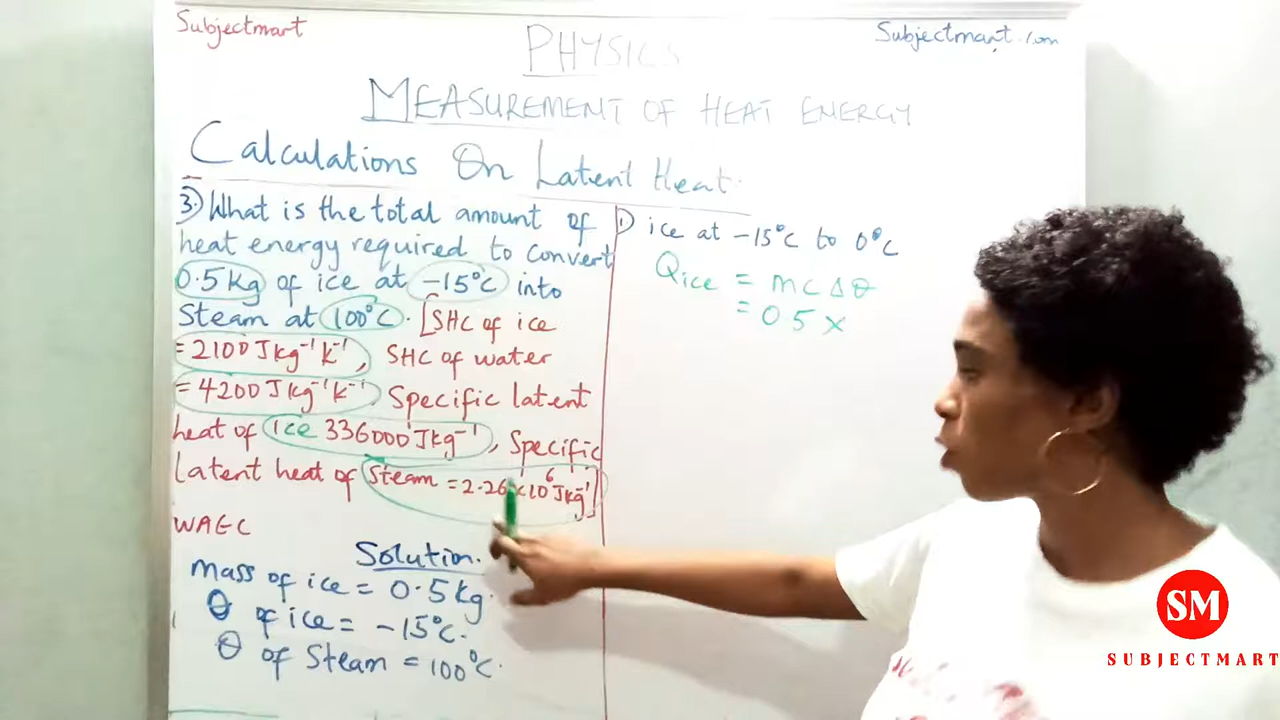 Subjectmart
Subjectmart.com
PHYSICS
MEASUREMENT OF HEAT ENERGY
Calculations On Latent Heat.
3.) What is the total amount of
heat energy required to convert
0.5kg of ice at -15°C into
Steam at 100°C. [SHC of ice
= 2100 Jkg⁻¹k⁻¹, SHC of water
= 4200 Jkg⁻¹k⁻¹, Specific latent
heat of ice 336000 Jkg⁻¹, Specific
latent heat of Steam = 2.26×10⁶Jkg⁻¹]
WAEC
Solution.
Mass of ice = 0.5kg.
θ of ice = -15°C.
θ of Steam = 100°C.
1) ice at -15°C to 0°C
Qice = mcΔθ
= 0.5 x
SM
SUBJECTMART